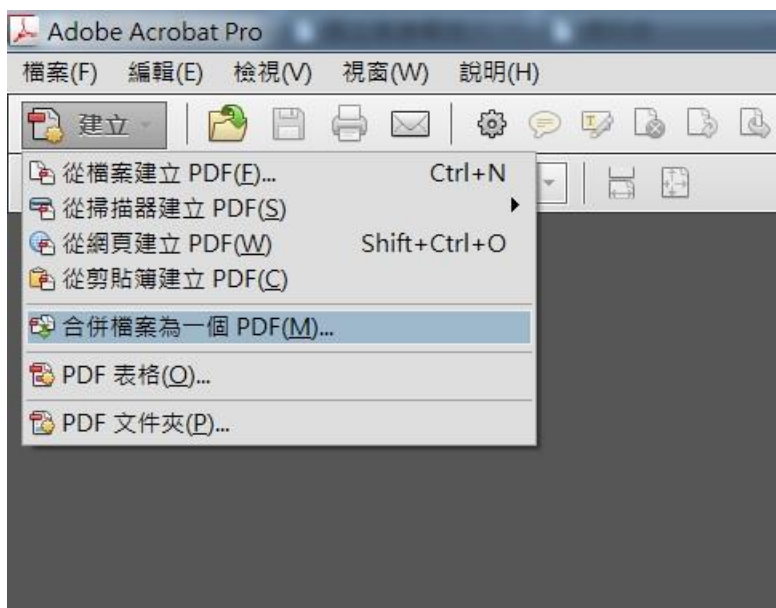 Adobe Acrobat Pro
檔案(F) 編輯(E) 檢視(V) 視窗(W) 說明(H)
建立
從檔案建立 PDF(F)... Ctrl+N
從掃描器建立 PDF(S)
從網頁建立 PDF(W) Shift+Ctrl+O
從剪貼簿建立 PDF(C)
合併檔案為一個 PDF(M)...
PDF 表格(O)...
PDF 文件夾(P)...